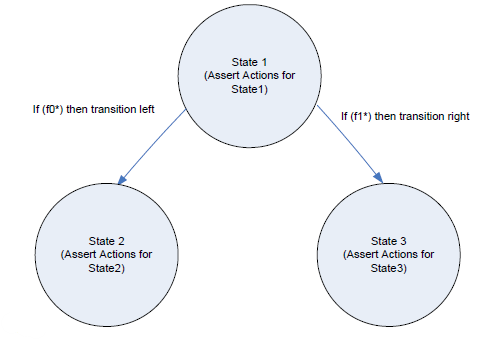 State 1
(Assert Actions for
State1)
If (f0*) then transition left
If (f1*) then transition right
State 2
(Assert Actions for
State2)
State 3
(Assert Actions for
State3)